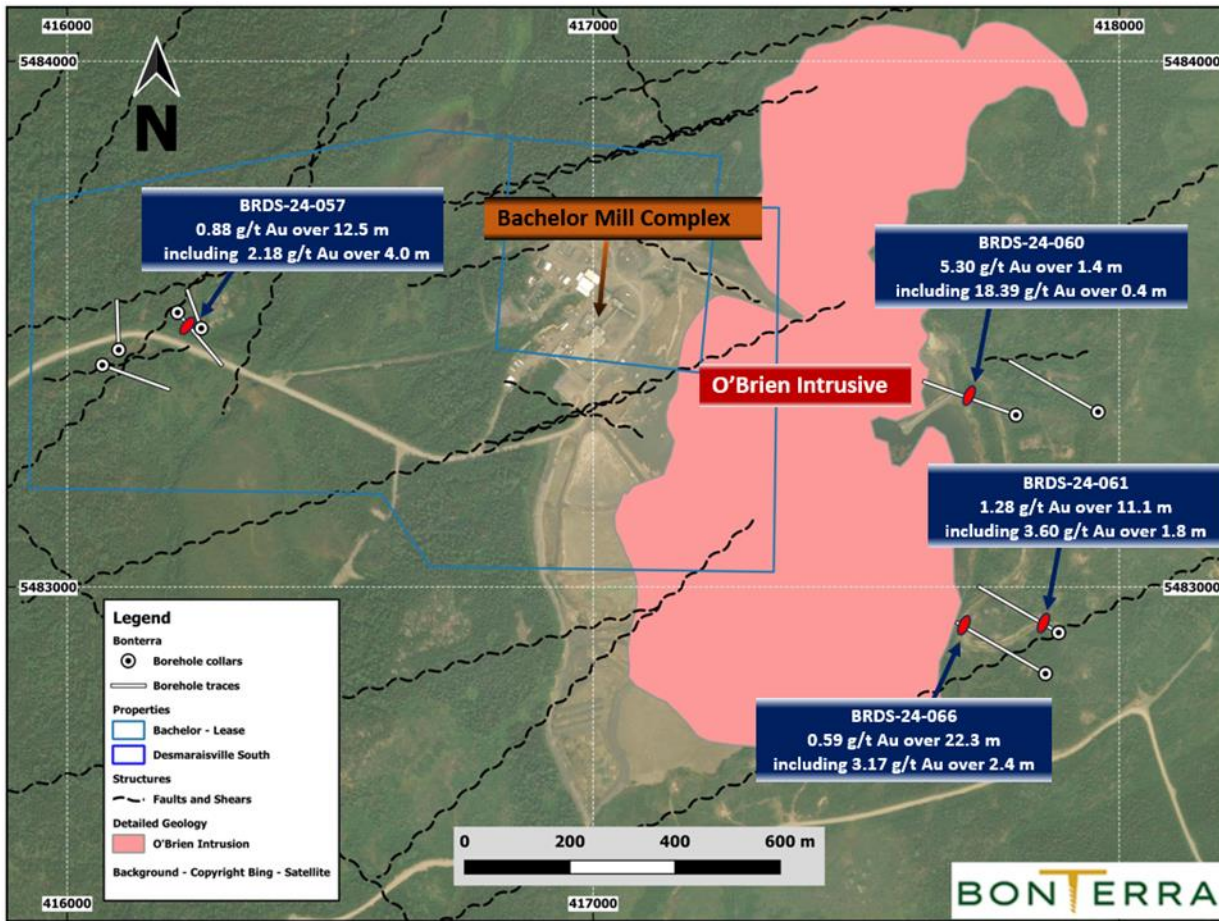 416000
417000
418000
5484000
5484000
N
BRDS-24-057
0.88 g/t Au over 12.5 m
including 2.18 g/t Au over 4.0 m
Bachelor Mill Complex
BRDS-24-060
5.30 g/t Au over 1.4 m
including 18.39 g/t Au over 0.4 m
O'Brien Intrusive
BRDS-24-061
1.28 g/t Au over 11.1 m
including 3.60 g/t Au over 1.8 m
5483000
5483000
BRDS-24-066
0.59 g/t Au over 22.3 m
including 3.17 g/t Au over 2.4 m
Legend
Bonterra
Borehole collars
Borehole traces
Properties
Bachelor - Lease
Desmaraisville South
Structures
Faults and Shears
Detailed Geology
O'Brien Intrusion
Background - Copyright Bing - Satellite
0 200 400 600 m
BONTERRA
416000
417000
418000